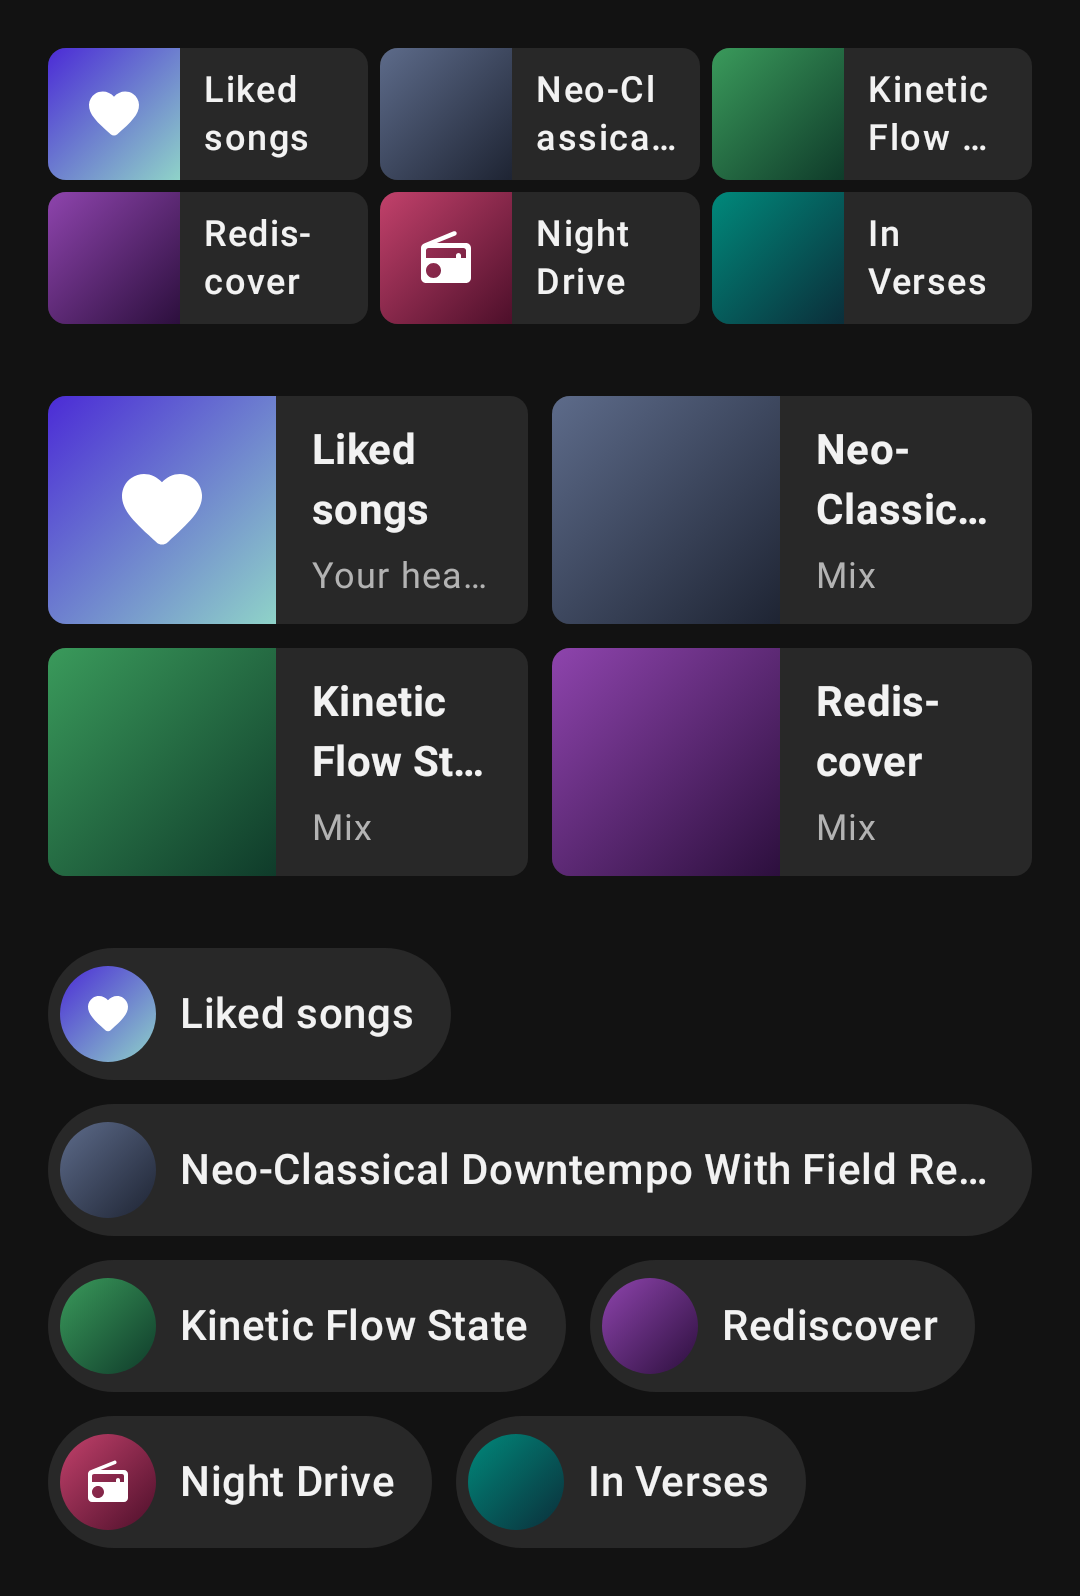 Liked
songs
Neo-Cl
assica…
Kinetic
Flow …
Redis-
cover
Night
Drive
In
Verses
Liked
songs
Your hea…
Neo-
Classic…
Mix
Kinetic
Flow St…
Mix
Redis-
cover
Mix
Liked songs
Neo-Classical Downtempo With Field Re…
Kinetic Flow State
Rediscover
Night Drive
In Verses